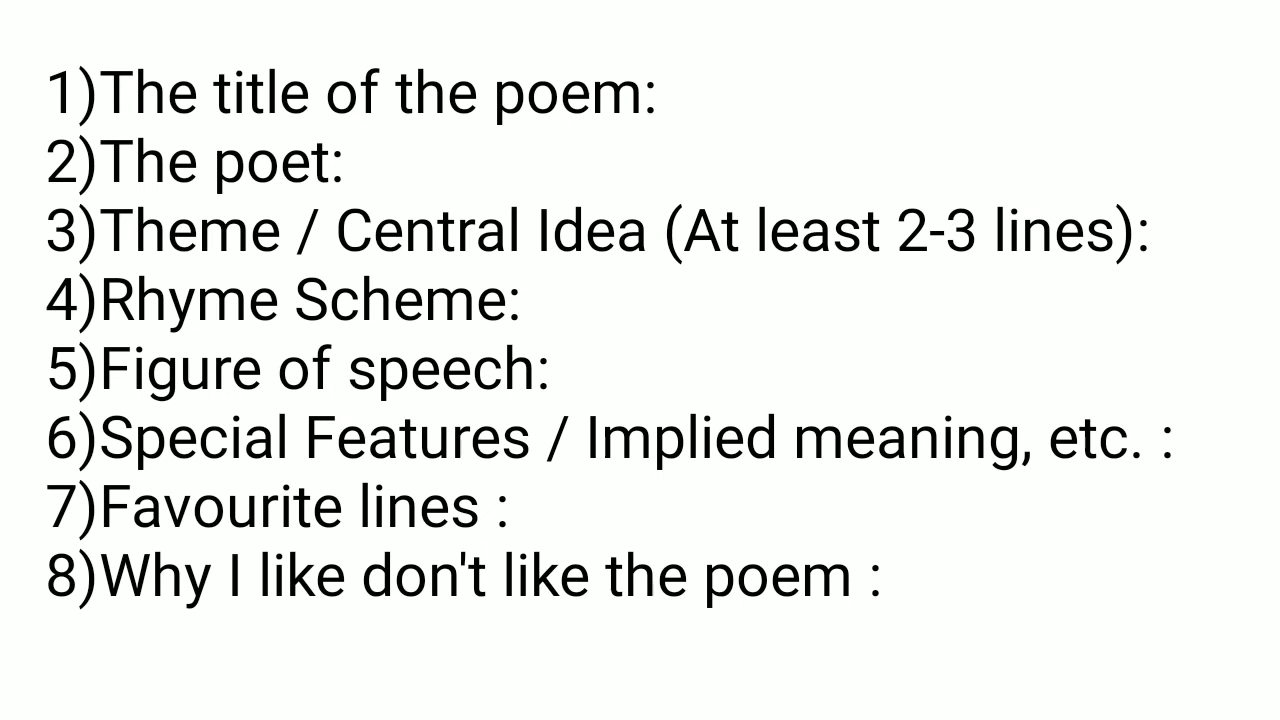 1)The title of the poem:
2)The poet:
3)Theme / Central Idea (At least 2-3 lines):
4)Rhyme Scheme:
5)Figure of speech:
6)Special Features / Implied meaning, etc. :
7)Favourite lines :
8)Why I like don't like the poem :